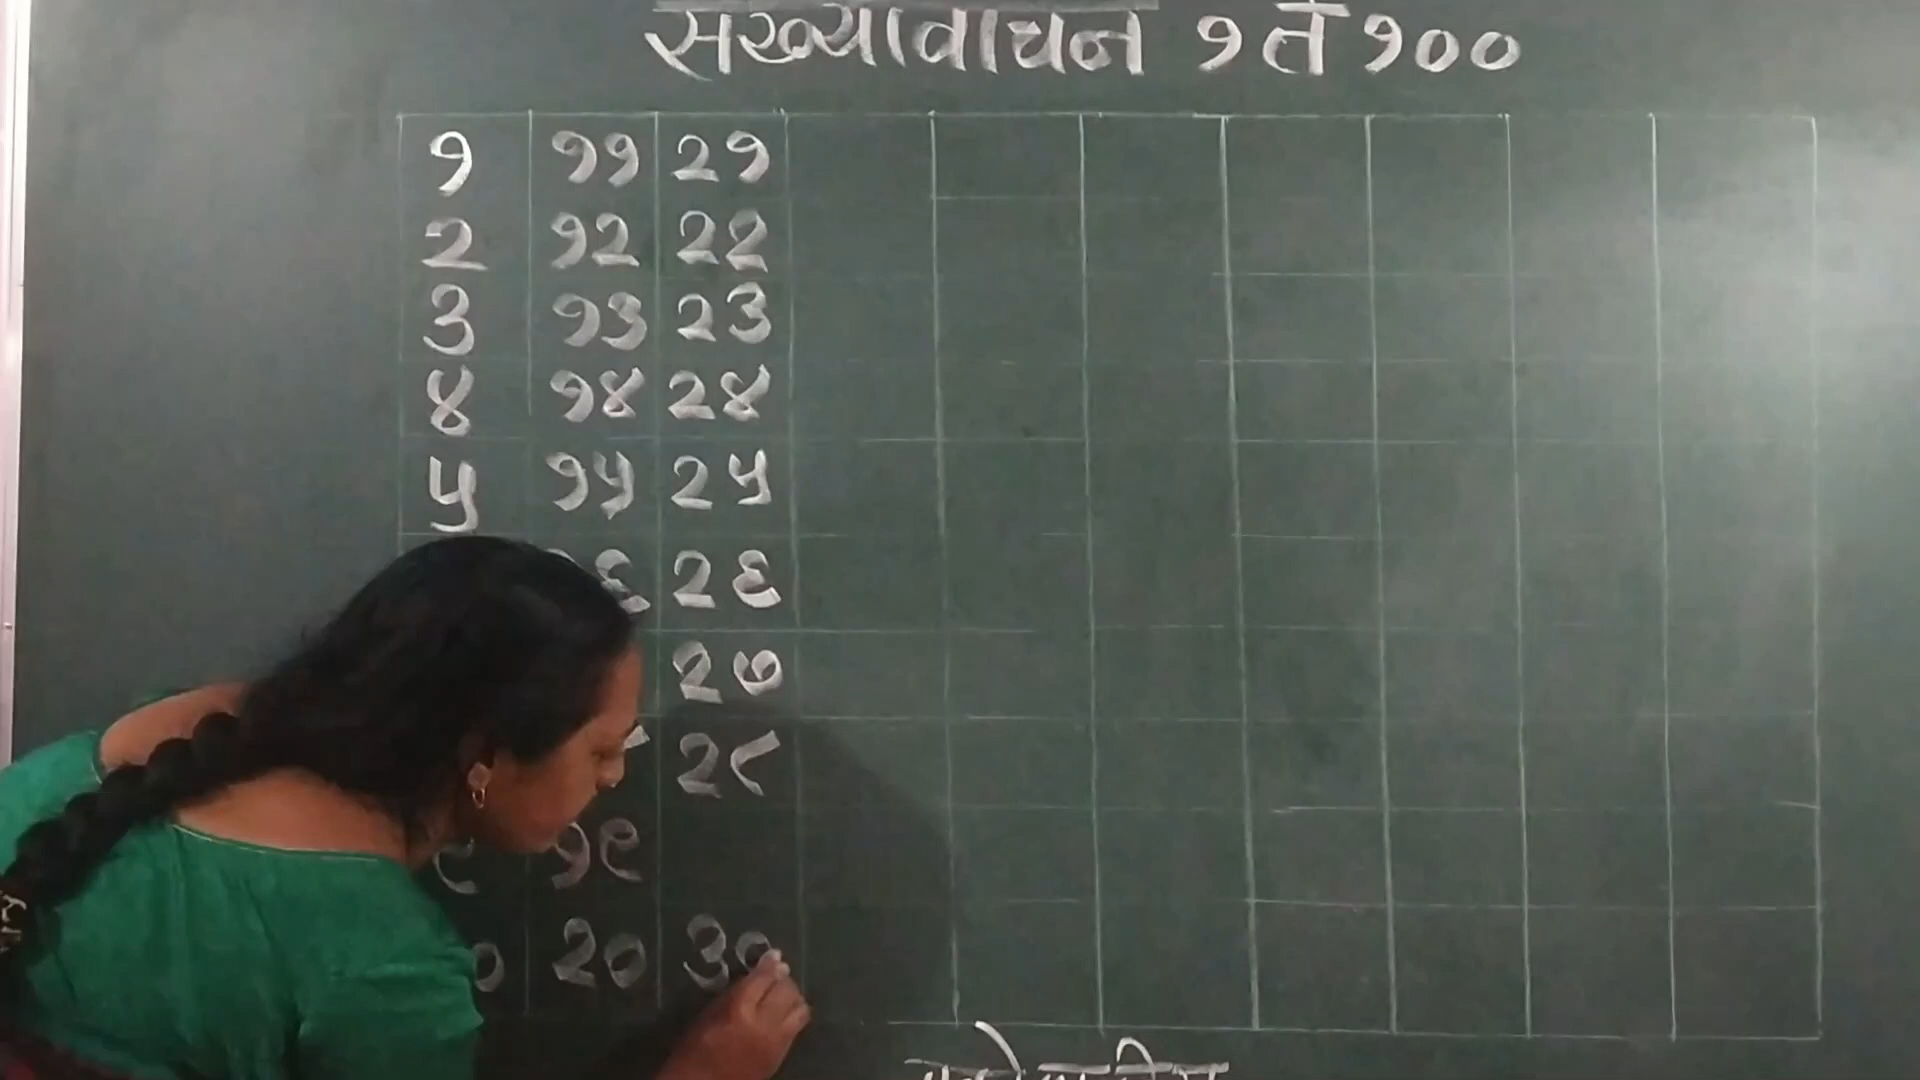 संख्यावाचन १ ते १००
१ ११ २१
२ १२ २२
३ १३ २३
४ १४ २४
५ १५ २५
२६
२७
२८
१९
२० ३०